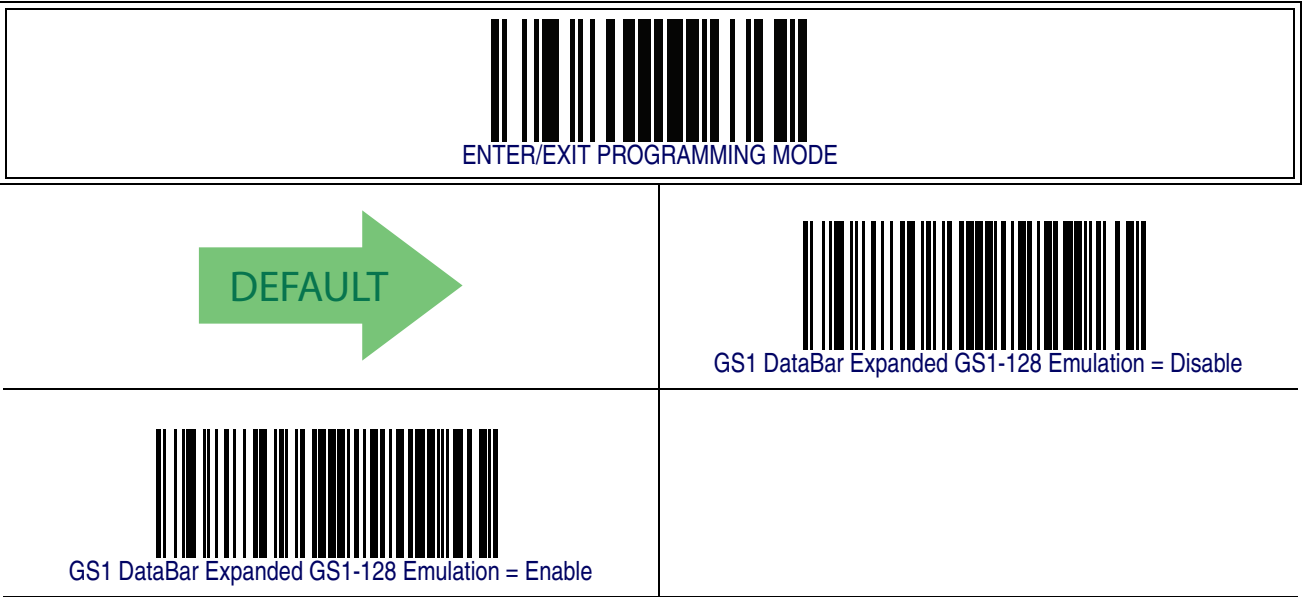 ENTER/EXIT PROGRAMMING MODE
DEFAULT
GS1 DataBar Expanded GS1-128 Emulation = Disable
GS1 DataBar Expanded GS1-128 Emulation = Enable